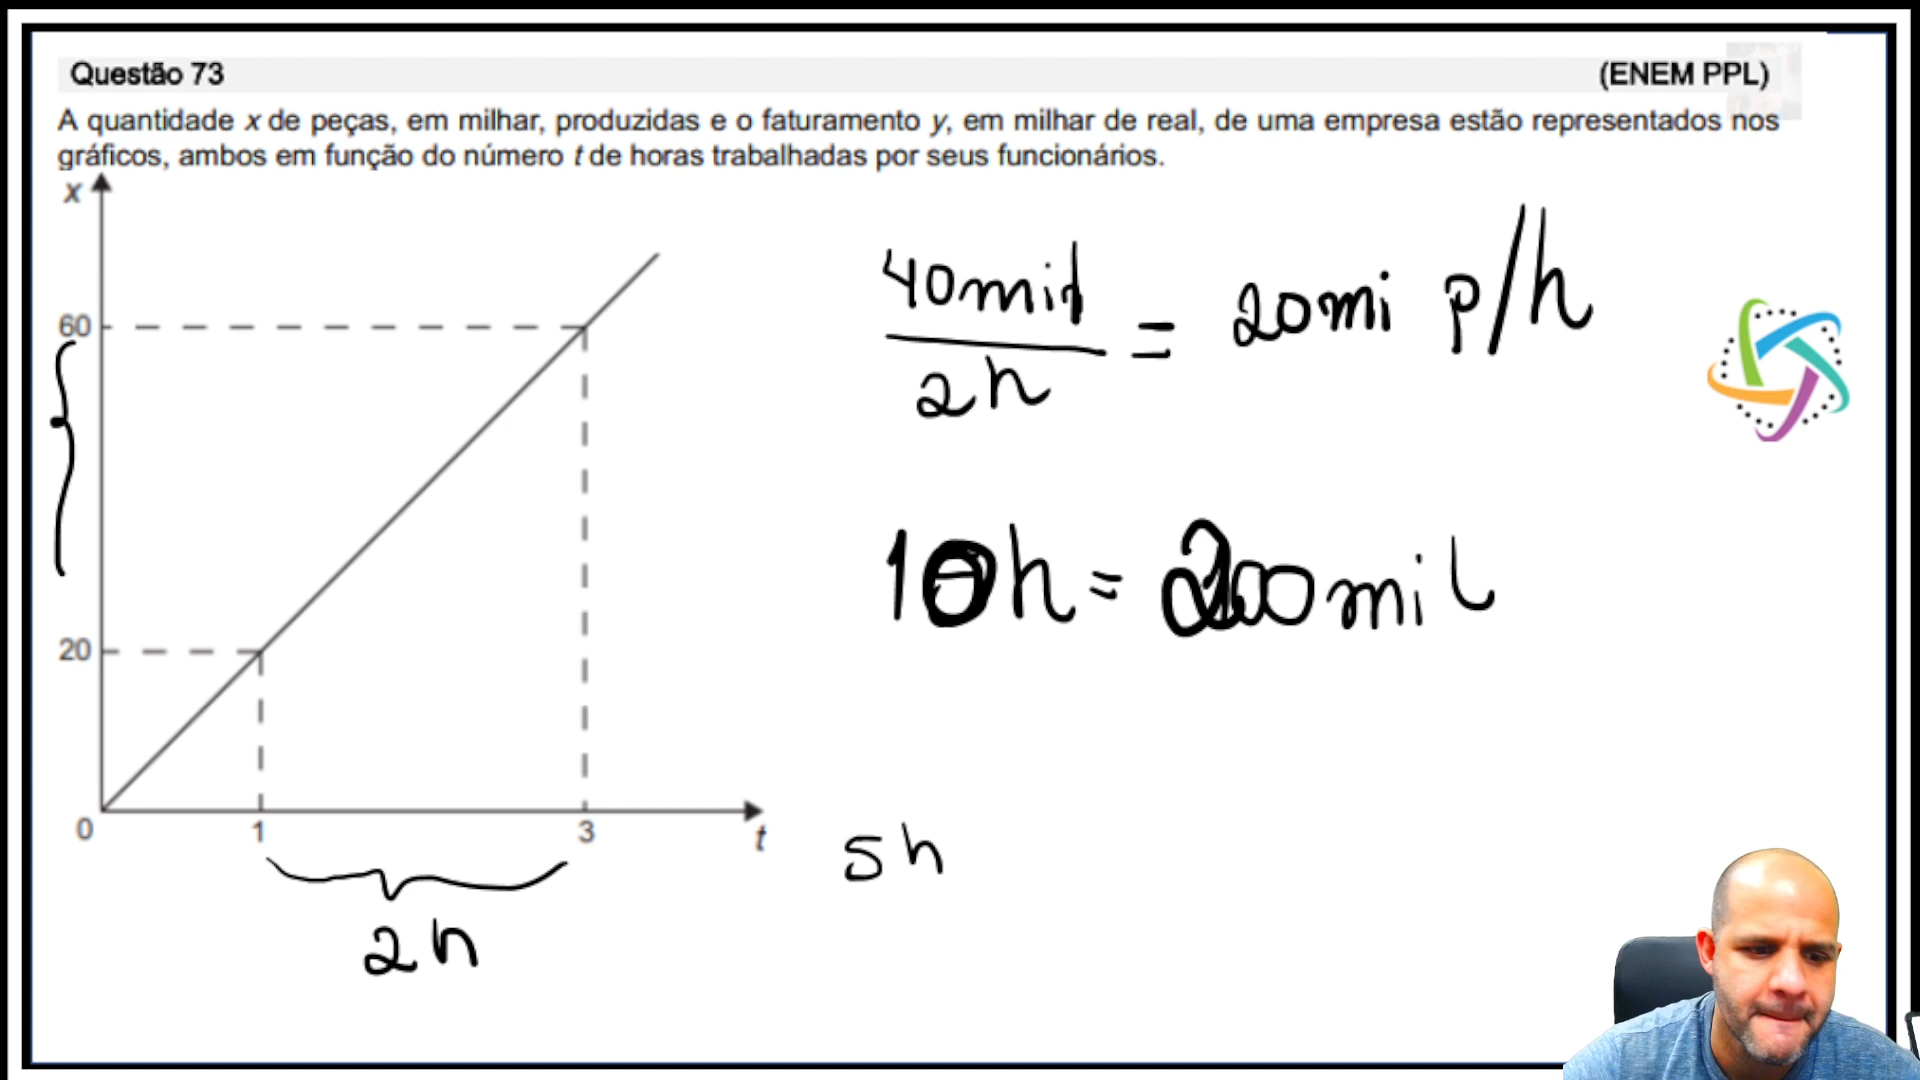 Questão 73
(ENEM PPL)
A quantidade x de peças, em milhar, produzidas e o faturamento y, em milhar de real, de uma empresa estão representados nos
gráficos, ambos em função do número t de horas trabalhadas por seus funcionários.
x
60
20
0
1
3
t
2h
40mil
2h
= 20mi p/h
10h = 200mil
5h